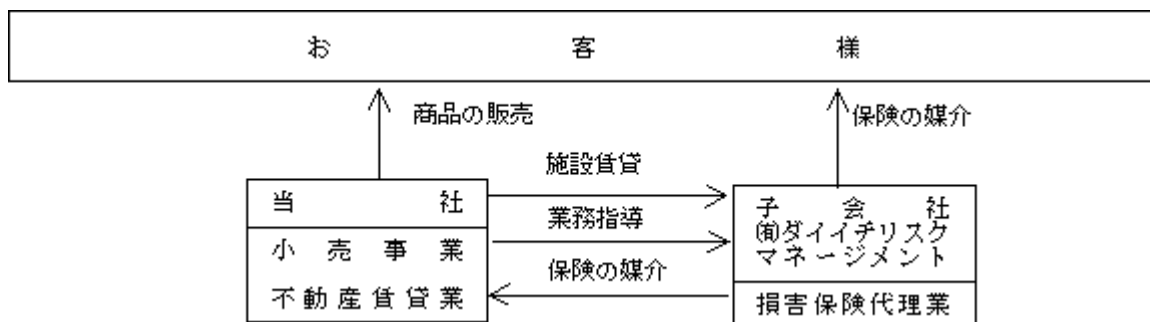 お客様
商品の販売
保険の媒介
施設賃貸
当社
業務指導
子会社
㈲ダイイチリスク
マネージメント
小売事業
保険の媒介
不動産賃貸業
損害保険代理業